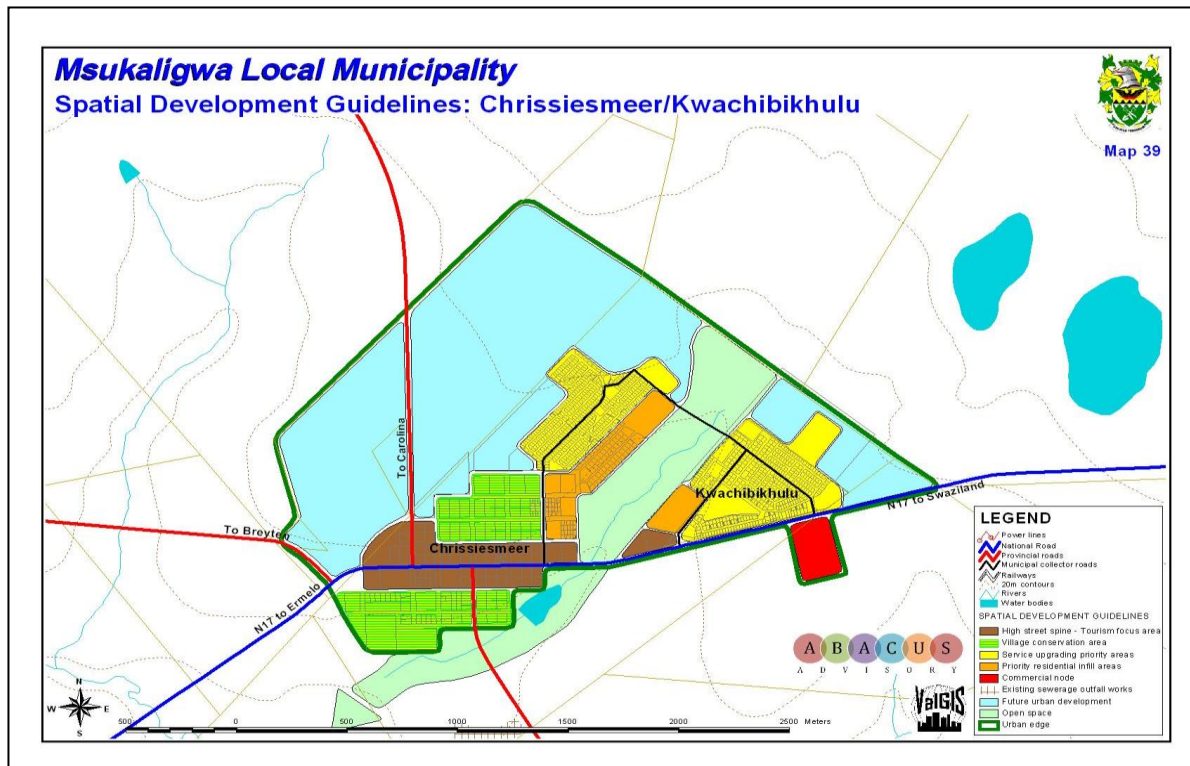 Msukaligwa Local Municipality
Spatial Development Guidelines: Chrissiesmeer/Kwachibikhulu
Map 39
To Carolina
To Breyten
N17 to Ermelo
Chrissiesmeer
Kwachibikhulu
N17 to Swaziland
LEGEND
Power lines
National Road
Provincial roads
Municipal collector roads
Railways
20m contours
Rivers
Water bodies
SPATIAL DEVELOPMENT GUIDELINES
High street spine - Tourism focus area
Village conservation area
Service upgrading priority areas
Priority residential infill areas
Commercial node
Existing sewerage outfall works
Future urban development
Open space
Urban edge
ABACUS
ADVISORY
ValGIS
N
W E
S
500 0 500 1000 1500 2000 2500 Meters